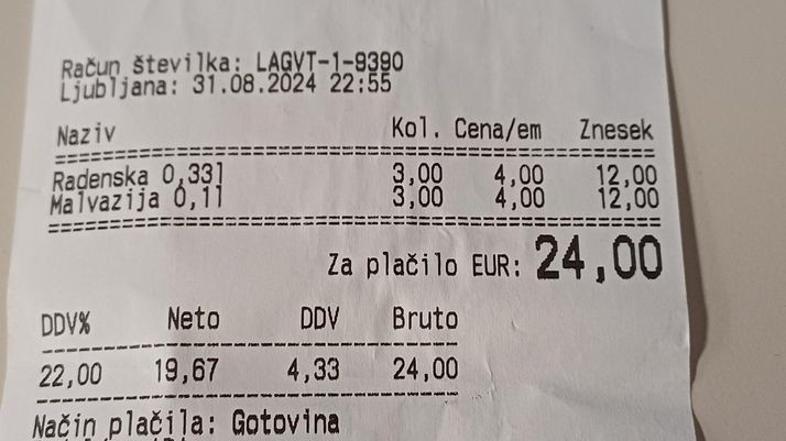 Račun številka: LAGVT-1-9390
Ljubljana: 31.08.2024 22:55
Naziv Kol. Cena/em Znesek
Radenska 0,33l 3,00 4,00 12,00
Malvazija 0,1l 3,00 4,00 12,00
Za plačilo EUR: 24,00
DDV% Neto DDV Bruto
22,00 19,67 4,33 24,00
Način plačila: Gotovina